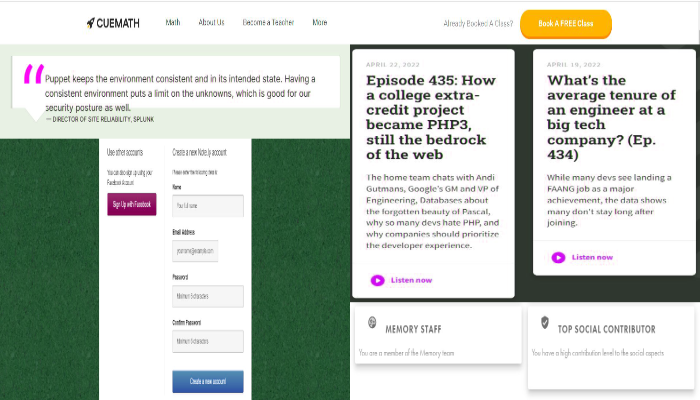 CUEMATH
Math
About Us
Become a Teacher
More
Already Booked A Class?
Book A FREE Class
“
Puppet keeps the environment consistent and in its intended state. Having a
consistent environment puts a limit on the unknowns, which is good for our
security posture as well.
— DIRECTOR OF SITE RELIABILITY, SPLUNK
Use other accounts
You can also sign up using your
Facebook Account
Sign Up with Facebook
Create a new account
Please enter the following details
Name
Your full name
Email Address
yourname@example.com
Password
Minimum 6 characters
Confirm Password
Minimum 6 characters
Create a new account
APRIL 22, 2022
Episode 435: How
a college extra-
credit project
became PHP3,
still the bedrock
of the web
The home team chats with Andi
Gutmans, Google's GM and VP of
Engineering, Databases about
the forgotten beauty of Pascal,
why so many devs hate PHP, and
why companies should prioritize
the developer experience.
Listen now
APRIL 19, 2022
What's the
average tenure of
an engineer at a
big tech
company? (Ep.
434)
While many devs see landing a
FAANG job as a major
achievement, the data shows
many don't stay long after
joining.
Listen now
MEMORY STAFF
You are a member of the Memory team
TOP SOCIAL CONTRIBUTOR
You have a high contribution level to the social aspects